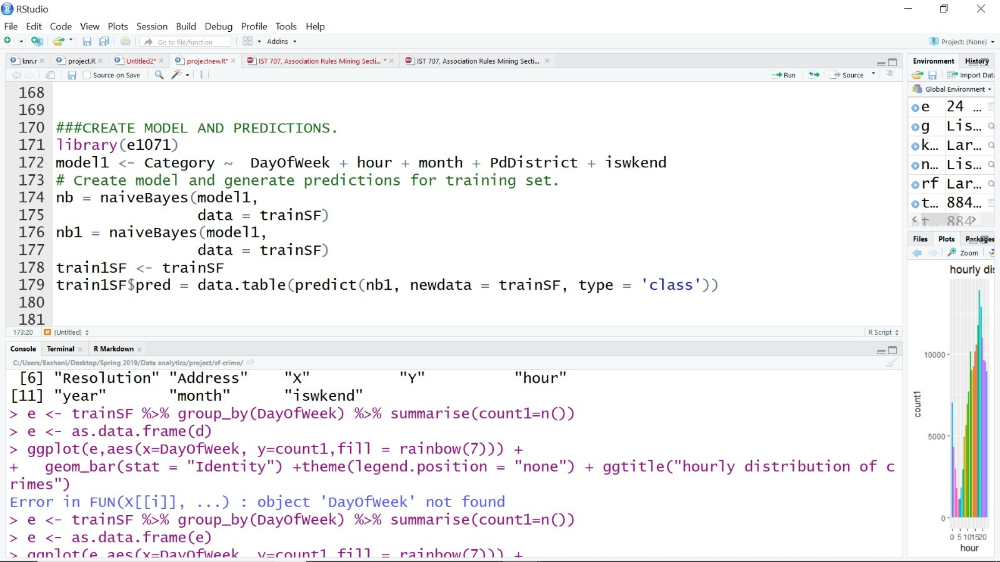 RStudio
File Edit Code View Plots Session Build Debug Profile Tools Help
Go to file/function Addins Project: (None)
knn.r project.R Untitled2* projectnew.R* IST 707, Association Rules Mining Secti... * IST 707, Association Rules Mining Secti...
Source on Save Run Source
168
169
170 ###CREATE MODEL AND PREDICTIONS.
171 library(e1071)
172 model1 <- Category ~  DayOfWeek + hour + month + PdDistrict + iswkend
173 # Create model and generate predictions for training set.
174 nb = naiveBayes(model1,
175                 data = trainSF)
176 nb1 = naiveBayes(model1,
177                 data = trainSF)
178 train1SF <- trainSF
179 train1SF$pred = data.table(predict(nb1, newdata = trainSF, type = 'class'))
180
181
173:20 # (Untitled) R Script
Console Terminal R Markdown
C:/Users/Eashani/Desktop/Spring 2019/Data analytics/project/sf-crime/
[6] "Resolution" "Address"    "X"          "Y"          "hour"
[11] "year"       "month"      "iswkend"
> e <- trainSF %>% group_by(DayOfWeek) %>% summarise(count1=n())
> e <- as.data.frame(d)
> ggplot(e,aes(x=DayOfWeek, y=count1,fill = rainbow(7))) +
+   geom_bar(stat = "Identity") +theme(legend.position = "none") + ggtitle("hourly distribution of c
rimes")
Error in FUN(X[[i]], ...) : object 'DayOfWeek' not found
> e <- trainSF %>% group_by(DayOfWeek) %>% summarise(count1=n())
> e <- as.data.frame(e)
> ggplot(e,aes(x=DayOfWeek, y=count1,fill = rainbow(7))) +
Environment History
Import Data
Global Environment
e 24 ...
g Lis...
k... Lar...
n... Lis...
rf Lar...
t... 884...
t... 884...
Files Plots Packages
Zoom
hourly dis
10000
5000
0
count1
0 5 10 15 20
hour